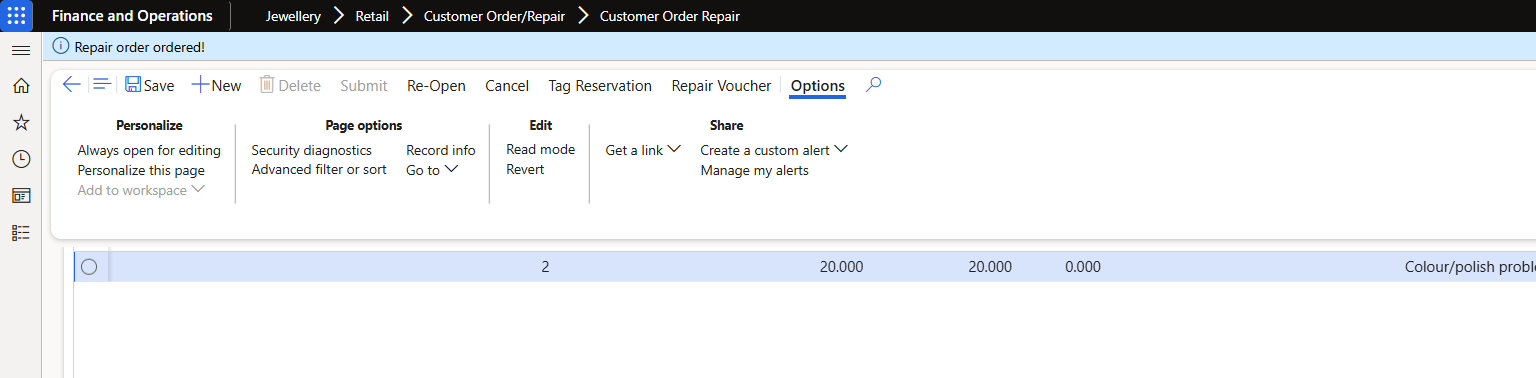 Finance and Operations Jewellery Retail Customer Order/Repair Customer Order Repair
Repair order ordered!
Save New Delete Submit Re-Open Cancel Tag Reservation Repair Voucher Options
Personalize
Always open for editing
Personalize this page
Add to workspace
Page options
Security diagnostics
Advanced filter or sort
Record info
Go to
Edit
Read mode
Revert
Share
Get a link
Create a custom alert
Manage my alerts
2 20.000 20.000 0.000 Colour/polish proble